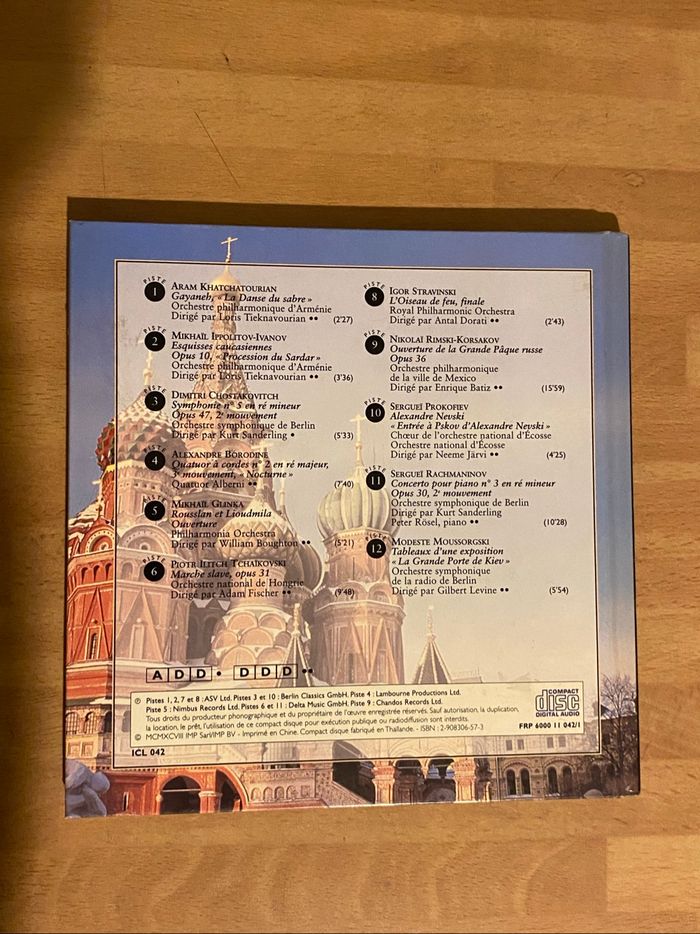 PISTE
1
ARAM KHATCHATOURIAN
Gayaneh, « La Danse du sabre »
Orchestre philharmonique d'Arménie
Dirigé par Loris Tjeknavourian •• (2'27)
PISTE
2
MIKHAÏL IPPOLITOV-IVANOV
Esquisses caucasiennes
Opus 10, « Procession du Sardar »
Orchestre philharmonique d'Arménie
Dirigé par Loris Tjeknavourian •• (3'36)
PISTE
3
DIMITRI CHOSTAKOVITCH
Symphonie n° 5 en ré mineur
Opus 47, 2e mouvement
Orchestre symphonique de Berlin
Dirigé par Kurt Sanderling • (5'33)
PISTE
4
ALEXANDRE BORODINE
Quatuor à cordes n° 2 en ré majeur,
3e mouvement, « Nocturne »
Quatuor Alberni •• (7'40)
PISTE
5
MIKHAÏL GLINKA
Rousslan et Lioudmila
Ouverture
Philharmonia Orchestra
Dirigé par William Boughton •• (5'21)
PISTE
6
PIOTR ILITCH TCHAÏKOVSKI
Marche slave, opus 31
Orchestre national de Hongrie
Dirigé par Adam Fischer •• (9'48)
PISTE
8
IGOR STRAVINSKI
L'Oiseau de feu, finale
Royal Philharmonic Orchestra
Dirigé par Antal Dorati •• (2'43)
PISTE
9
NIKOLAÏ RIMSKI-KORSAKOV
Ouverture de la Grande Pâque russe
Opus 36
Orchestre philharmonique
de la ville de Mexico
Dirigé par Enrique Batiz •• (15'59)
PISTE
10
SERGUEÏ PROKOFIEV
Alexandre Nevski
« Entrée à Pskov d'Alexandre Nevski »
Chœur de l'orchestre national d'Écosse
Orchestre national d'Écosse
Dirigé par Neeme Järvi •• (4'25)
PISTE
11
SERGUEÏ RACHMANINOV
Concerto pour piano n° 3 en ré mineur
Opus 30, 2e mouvement
Orchestre symphonique de Berlin
Dirigé par Kurt Sanderling
Peter Rösel, piano •• (10'28)
PISTE
12
MODESTE MOUSSORGSKI
Tableaux d'une exposition
« La Grande Porte de Kiev »
Orchestre symphonique
de la radio de Berlin
Dirigé par Gilbert Levine •• (5'54)
ADD • DDD ••
℗ Pistes 1, 2, 7 et 8 : ASV Ltd. Pistes 3 et 10 : Berlin Classics GmbH. Piste 4 : Lambourne Productions Ltd.
Piste 5 : Nimbus Records Ltd. Pistes 6 et 11 : Delta Music GmbH. Piste 9 : Chandos Records Ltd.
Tous droits du producteur phonographique et du propriétaire de l'œuvre enregistrée réservés. Sauf autorisation, la duplication,
la location, le prêt, l'utilisation de ce compact disque pour exécution publique ou radiodiffusion sont interdits.
© MCMXCVIII IMP Sarl/IMP BV - Imprimé en Chine. Compact disque fabriqué en Thaïlande. - ISBN : 2-908306-57-3
COMPACT
disc
DIGITAL AUDIO
FRP 6000 11 042/1
ICL 042